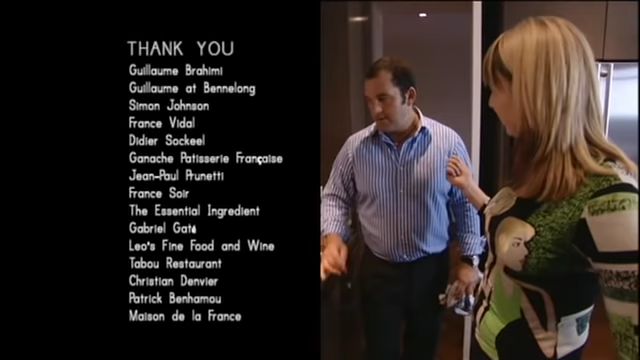 THANK YOU
Guillaume Brahimi
Guillaume at Bennelong
Simon Johnson
France Vidal
Didier Sockeel
Ganache Patisserie Française
Jean-Paul Prunetti
France Soir
The Essential Ingredient
Gabriel Gaté
Leo's Fine Food and Wine
Tabou Restaurant
Christian Denvier
Patrick Benhamou
Maison de la France